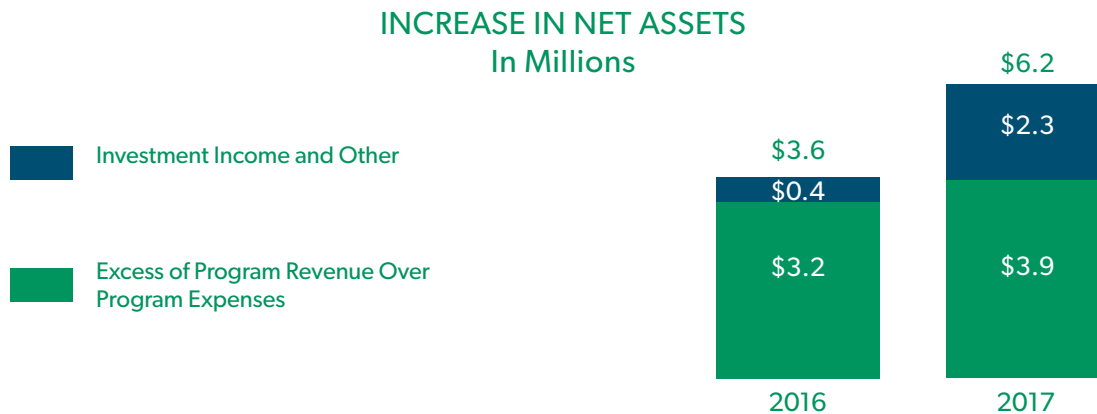 INCREASE IN NET ASSETS
In Millions
Investment Income and Other
Excess of Program Revenue Over
Program Expenses
$3.6
$0.4
$3.2
2016
$6.2
$2.3
$3.9
2017